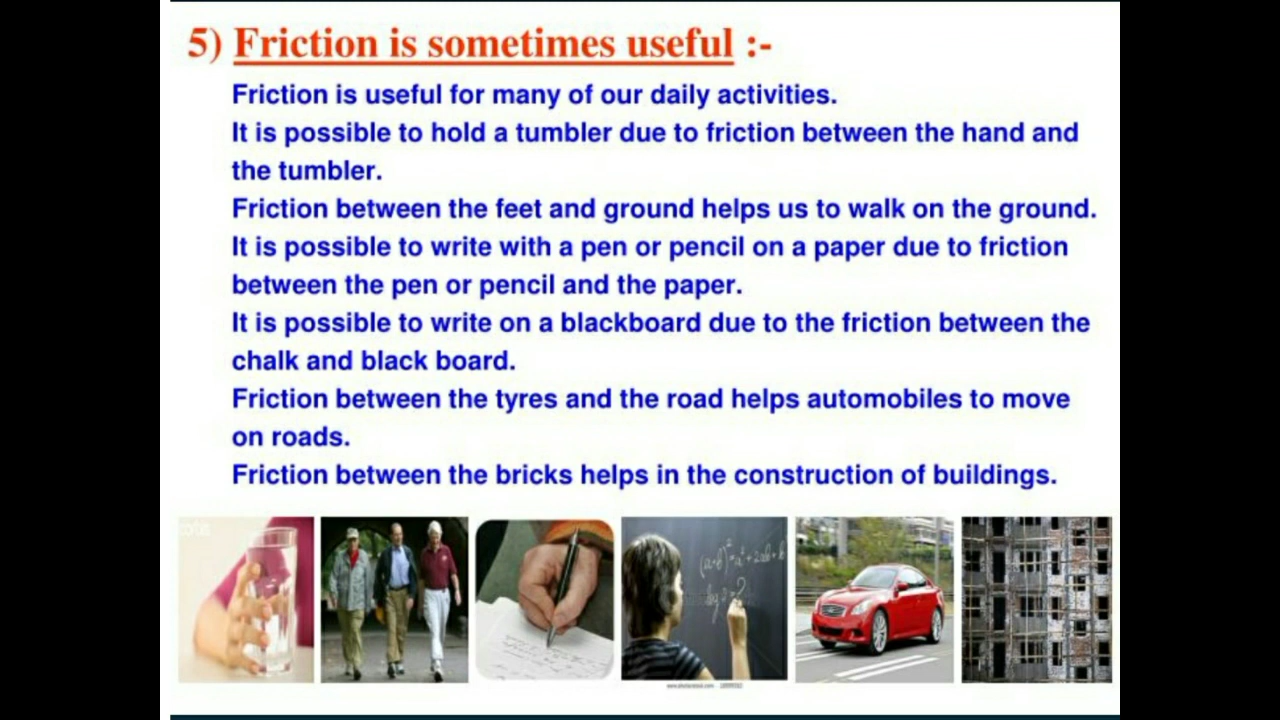 5) Friction is sometimes useful :-
Friction is useful for many of our daily activities.
It is possible to hold a tumbler due to friction between the hand and
the tumbler.
Friction between the feet and ground helps us to walk on the ground.
It is possible to write with a pen or pencil on a paper due to friction
between the pen or pencil and the paper.
It is possible to write on a blackboard due to the friction between the
chalk and black board.
Friction between the tyres and the road helps automobiles to move
on roads.
Friction between the bricks helps in the construction of buildings.